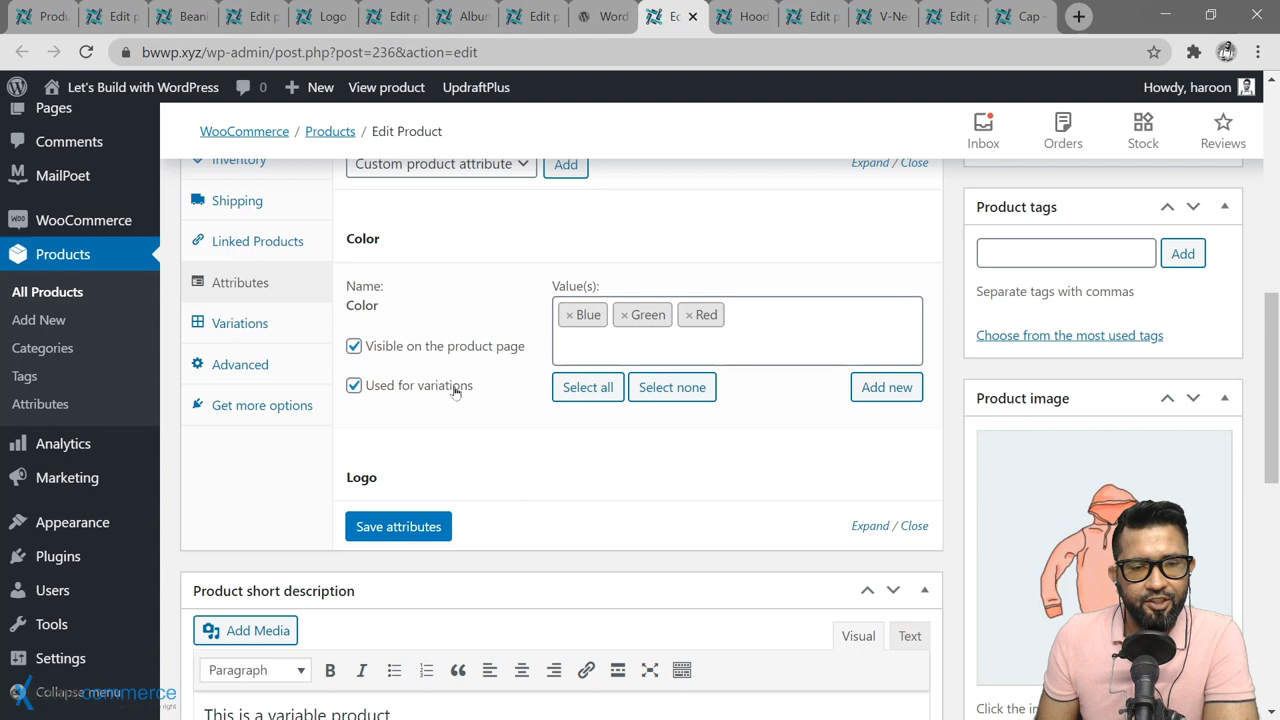 Produ
Edit p
Beani
Edit p
Logo
Edit p
Albur
Edit p
Word
Ec
Hood
Edit p
V-Ne
Edit p
Cap –
bwwp.xyz/wp-admin/post.php?post=236&action=edit
Let's Build with WordPress
0
New
View product
UpdraftPlus
Howdy, haroon
Pages
Comments
MailPoet
WooCommerce
Products
All Products
Add New
Categories
Tags
Attributes
Analytics
Marketing
Appearance
Plugins
Users
Tools
Settings
Collapse menu
commerce
WooCommerce / Products / Edit Product
Inbox
Orders
Stock
Reviews
Inventory
Shipping
Linked Products
Attributes
Variations
Advanced
Get more options
Custom product attribute
Add
Expand / Close
Color
Name:
Color
Visible on the product page
Used for variations
Value(s):
× Blue
× Green
× Red
Select all
Select none
Add new
Logo
Save attributes
Expand / Close
Product short description
Add Media
Visual
Text
Paragraph
B
I
This is a variable product
Product tags
Add
Separate tags with commas
Choose from the most used tags
Product image
Click the in